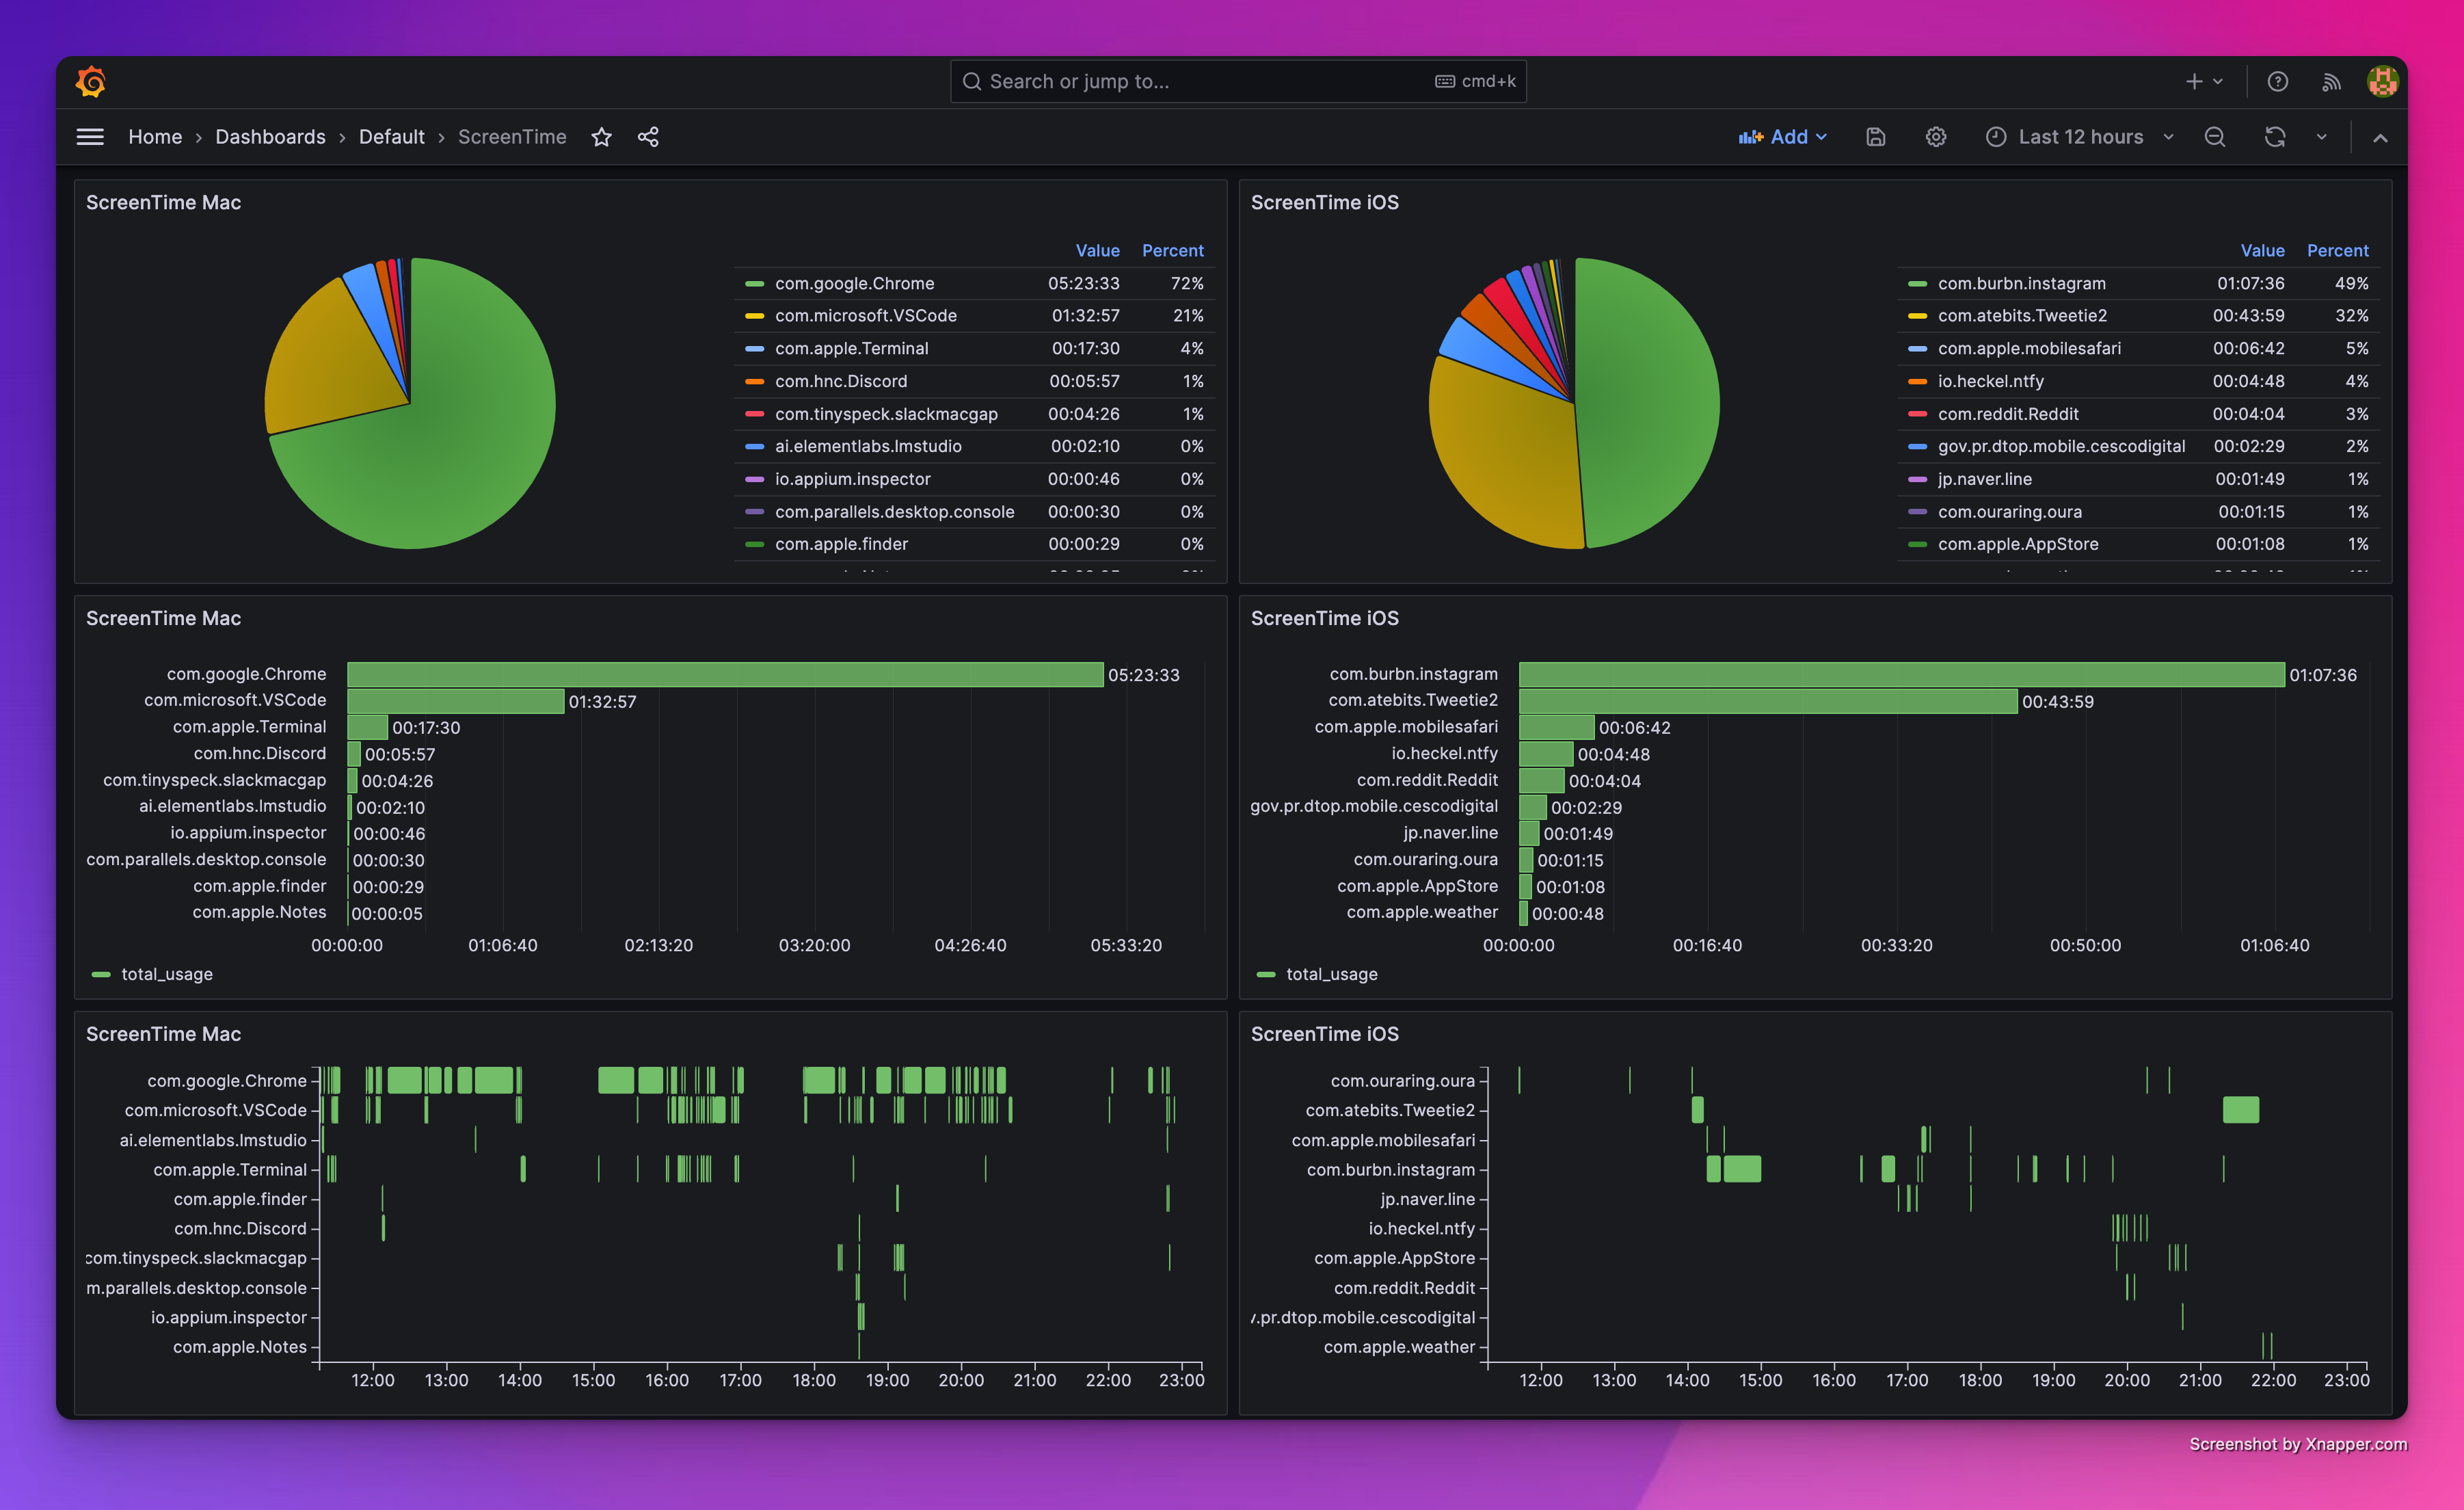 Search or jump to... cmd+k
Home › Dashboards › Default › ScreenTime Add Last 12 hours
ScreenTime Mac
Value Percent
com.google.Chrome 05:23:33 72%
com.microsoft.VSCode 01:32:57 21%
com.apple.Terminal 00:17:30 4%
com.hnc.Discord 00:05:57 1%
com.tinyspeck.slackmacgap 00:04:26 1%
ai.elementlabs.lmstudio 00:02:10 0%
io.appium.inspector 00:00:46 0%
com.parallels.desktop.console 00:00:30 0%
com.apple.finder 00:00:29 0%
ScreenTime iOS
Value Percent
com.burbn.instagram 01:07:36 49%
com.atebits.Tweetie2 00:43:59 32%
com.apple.mobilesafari 00:06:42 5%
io.heckel.ntfy 00:04:48 4%
com.reddit.Reddit 00:04:04 3%
gov.pr.dtop.mobile.cescodigital 00:02:29 2%
jp.naver.line 00:01:49 1%
com.ouraring.oura 00:01:15 1%
com.apple.AppStore 00:01:08 1%
ScreenTime Mac
com.google.Chrome 05:23:33
com.microsoft.VSCode 01:32:57
com.apple.Terminal 00:17:30
com.hnc.Discord 00:05:57
com.tinyspeck.slackmacgap 00:04:26
ai.elementlabs.lmstudio 00:02:10
io.appium.inspector 00:00:46
com.parallels.desktop.console 00:00:30
com.apple.finder 00:00:29
com.apple.Notes 00:00:05
00:00:00 01:06:40 02:13:20 03:20:00 04:26:40 05:33:20
total_usage
ScreenTime iOS
com.burbn.instagram 01:07:36
com.atebits.Tweetie2 00:43:59
com.apple.mobilesafari 00:06:42
io.heckel.ntfy 00:04:48
com.reddit.Reddit 00:04:04
gov.pr.dtop.mobile.cescodigital 00:02:29
jp.naver.line 00:01:49
com.ouraring.oura 00:01:15
com.apple.AppStore 00:01:08
com.apple.weather 00:00:48
00:00:00 00:16:40 00:33:20 00:50:00 01:06:40
total_usage
ScreenTime Mac
com.google.Chrome
com.microsoft.VSCode
ai.elementlabs.lmstudio
com.apple.Terminal
com.apple.finder
com.hnc.Discord
com.tinyspeck.slackmacgap
m.parallels.desktop.console
io.appium.inspector
com.apple.Notes
12:00 13:00 14:00 15:00 16:00 17:00 18:00 19:00 20:00 21:00 22:00 23:00
ScreenTime iOS
com.ouraring.oura
com.atebits.Tweetie2
com.apple.mobilesafari
com.burbn.instagram
jp.naver.line
io.heckel.ntfy
com.apple.AppStore
com.reddit.Reddit
.pr.dtop.mobile.cescodigital
com.apple.weather
12:00 13:00 14:00 15:00 16:00 17:00 18:00 19:00 20:00 21:00 22:00 23:00
Screenshot by Xnapper.com